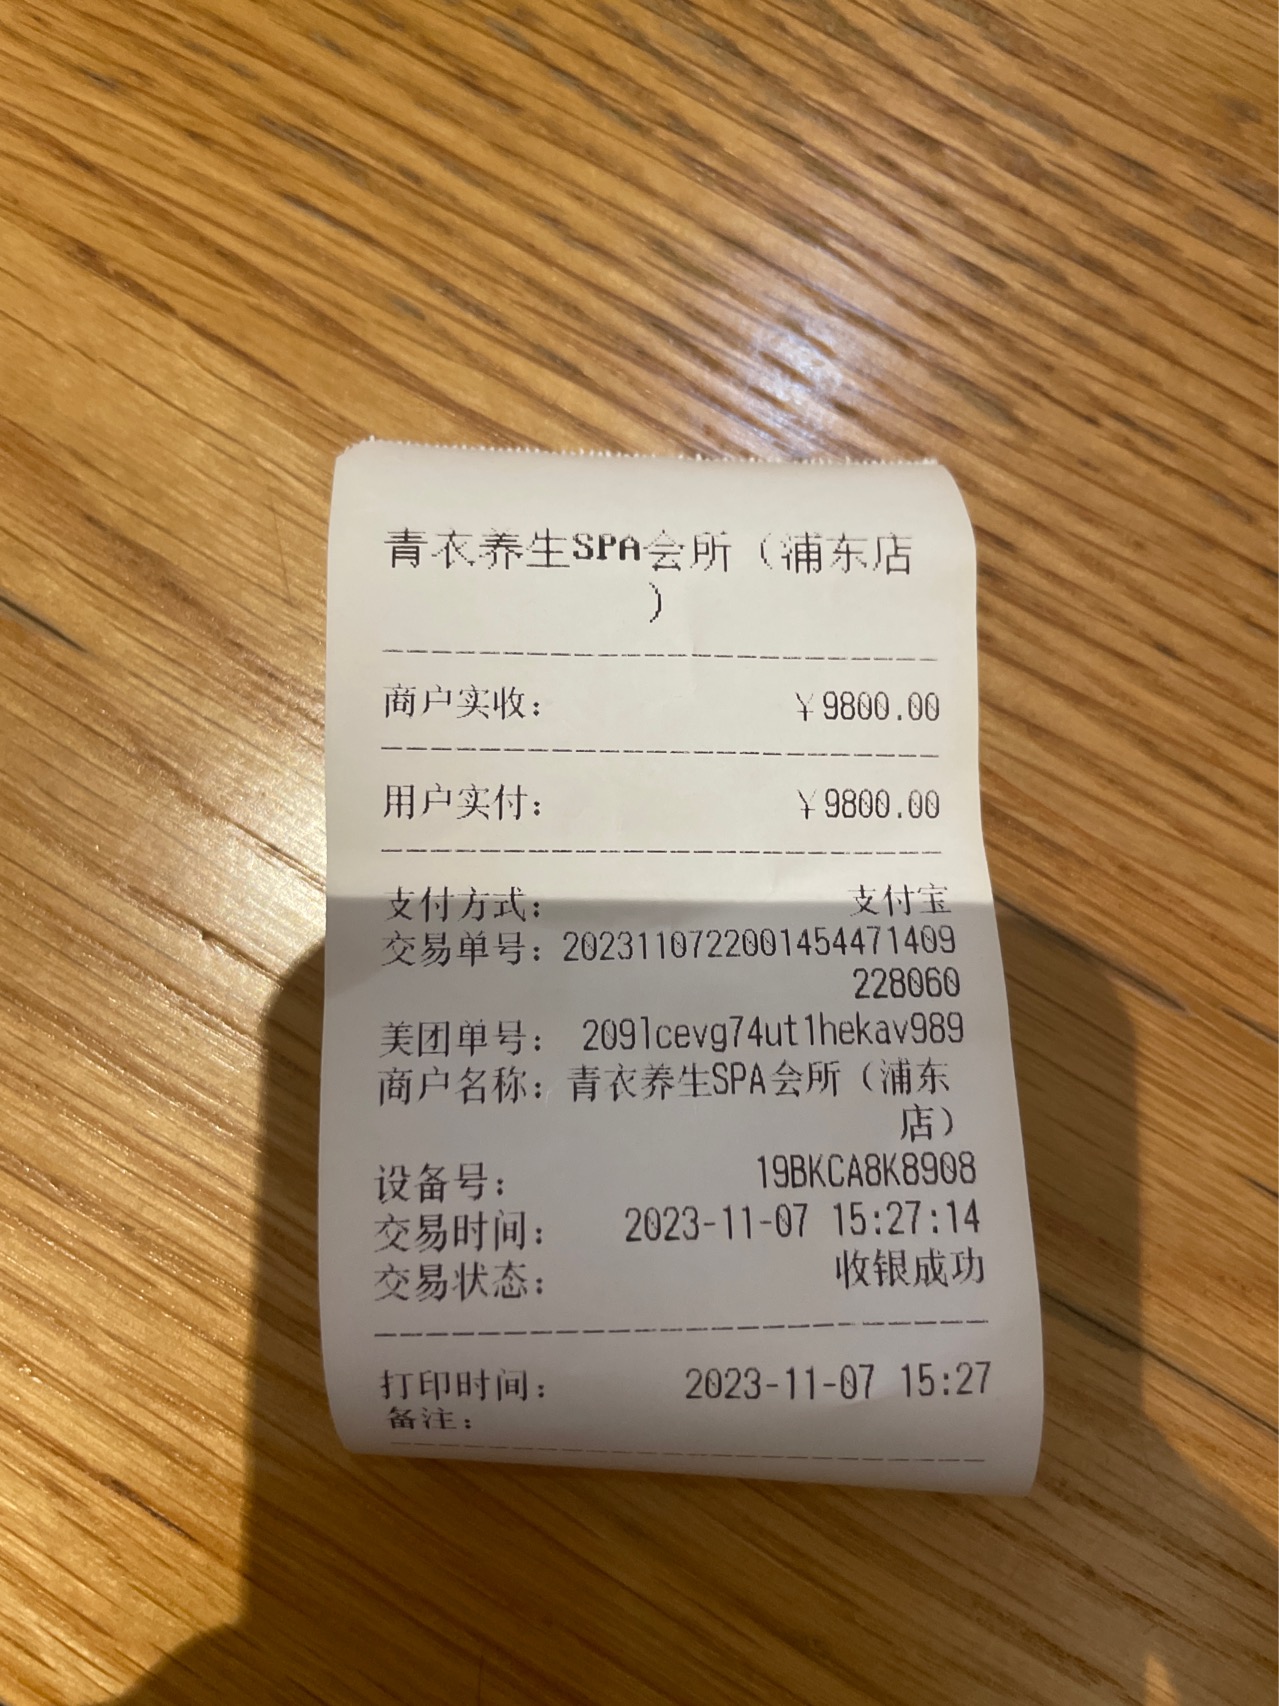 青衣养生SPA会所（浦东店
）
商户实收： ￥9800.00
用户实付： ￥9800.00
支付方式： 支付宝
交易单号：2023110722001454471409
228060
美团单号： 209lcevg74ut1hekav989
商户名称：青衣养生SPA会所（浦东
店）
设备号： 19BKCA8K8908
交易时间： 2023-11-07 15:27:14
交易状态： 收银成功
打印时间： 2023-11-07 15:27
备注：